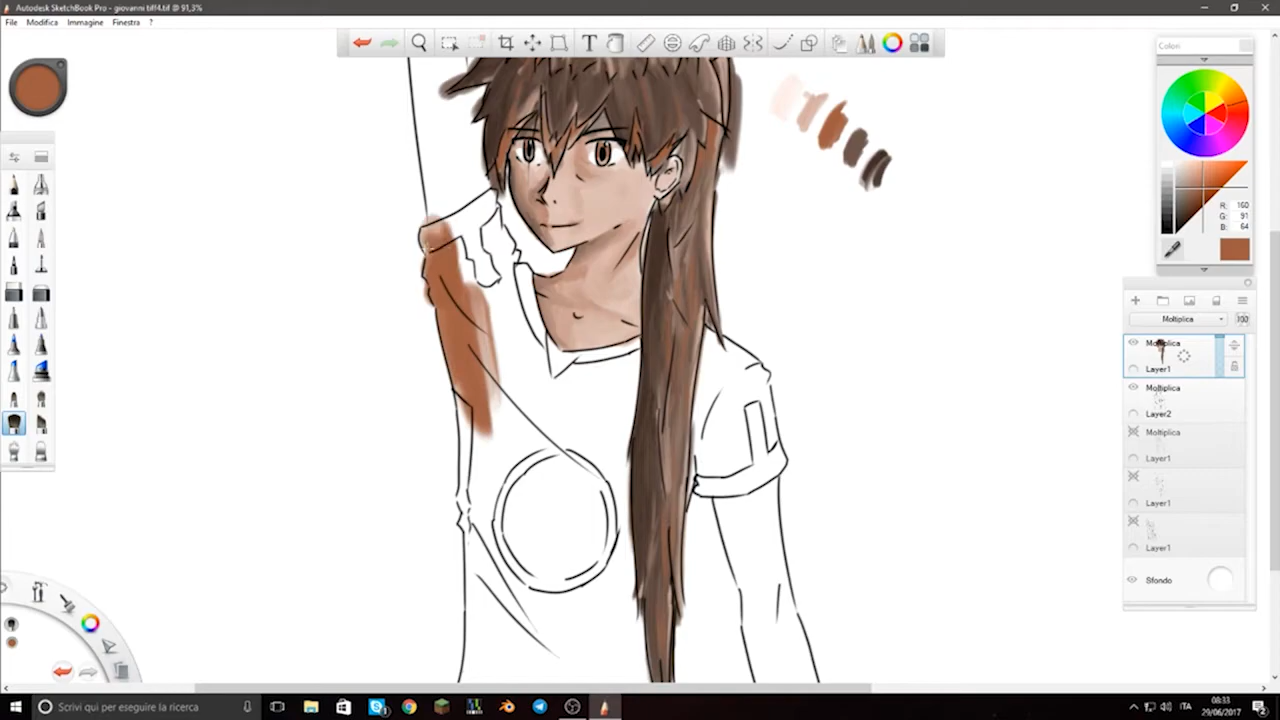 Autodesk SketchBook Pro - giovanni tiff4.tif @ 91,3%
File Modifica Immagine Finestra ?
T
Colori
R: 160
G: 91
B: 64
Moltiplica 100
Moltiplica
Layer1
Moltiplica
Layer2
Moltiplica
Layer1
Layer1
Layer1
Sfondo
Scrivi qui per eseguire la ricerca
ITA
08:33
29/06/2017